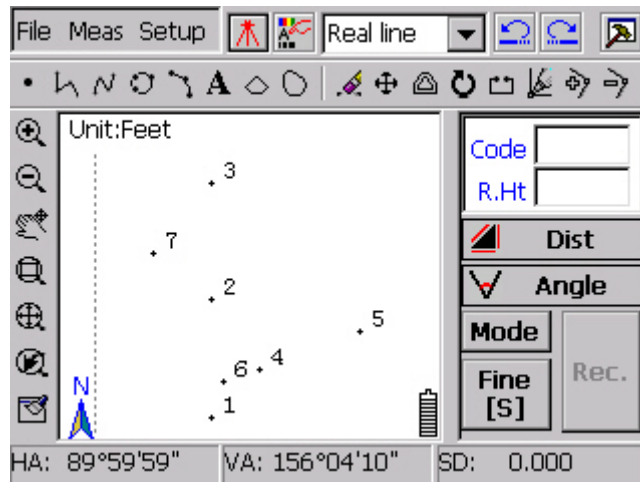 File Meas Setup Real line
A
Unit:Feet
Code
R.Ht
3
Dist
7
Angle
2
5
Mode
4
6
Rec.
Fine
[S]
N
1
HA: 89°59'59" VA: 156°04'10" SD: 0.000